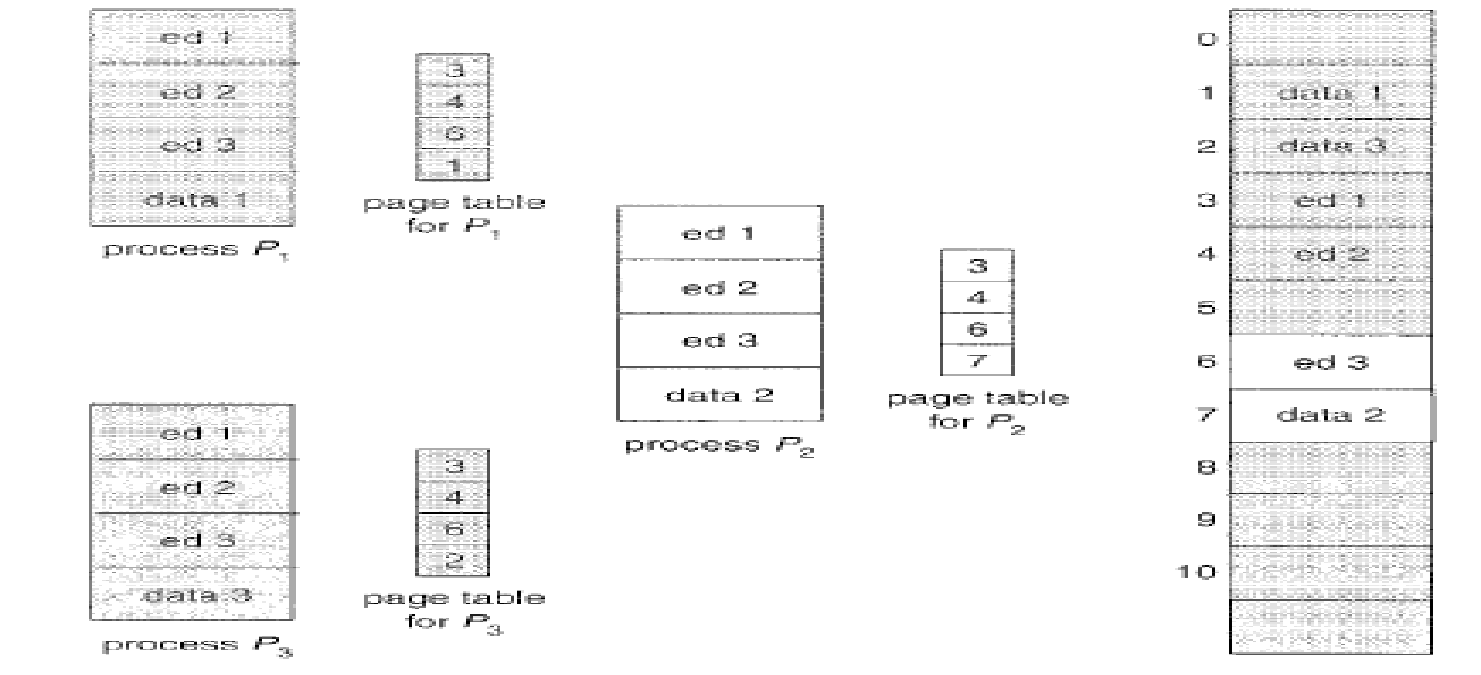 ed 1
ed 2
ed 3
data 1
process P1
3
4
6
1
page table
for P1
ed 1
ed 2
ed 3
data 2
process P2
3
4
6
7
page table
for P2
ed 1
ed 2
ed 3
data 3
process P3
3
4
6
2
page table
for P3
0
1 data 1
2 data 3
3 ed 1
4 ed 2
5
6 ed 3
7 data 2
8
9
10